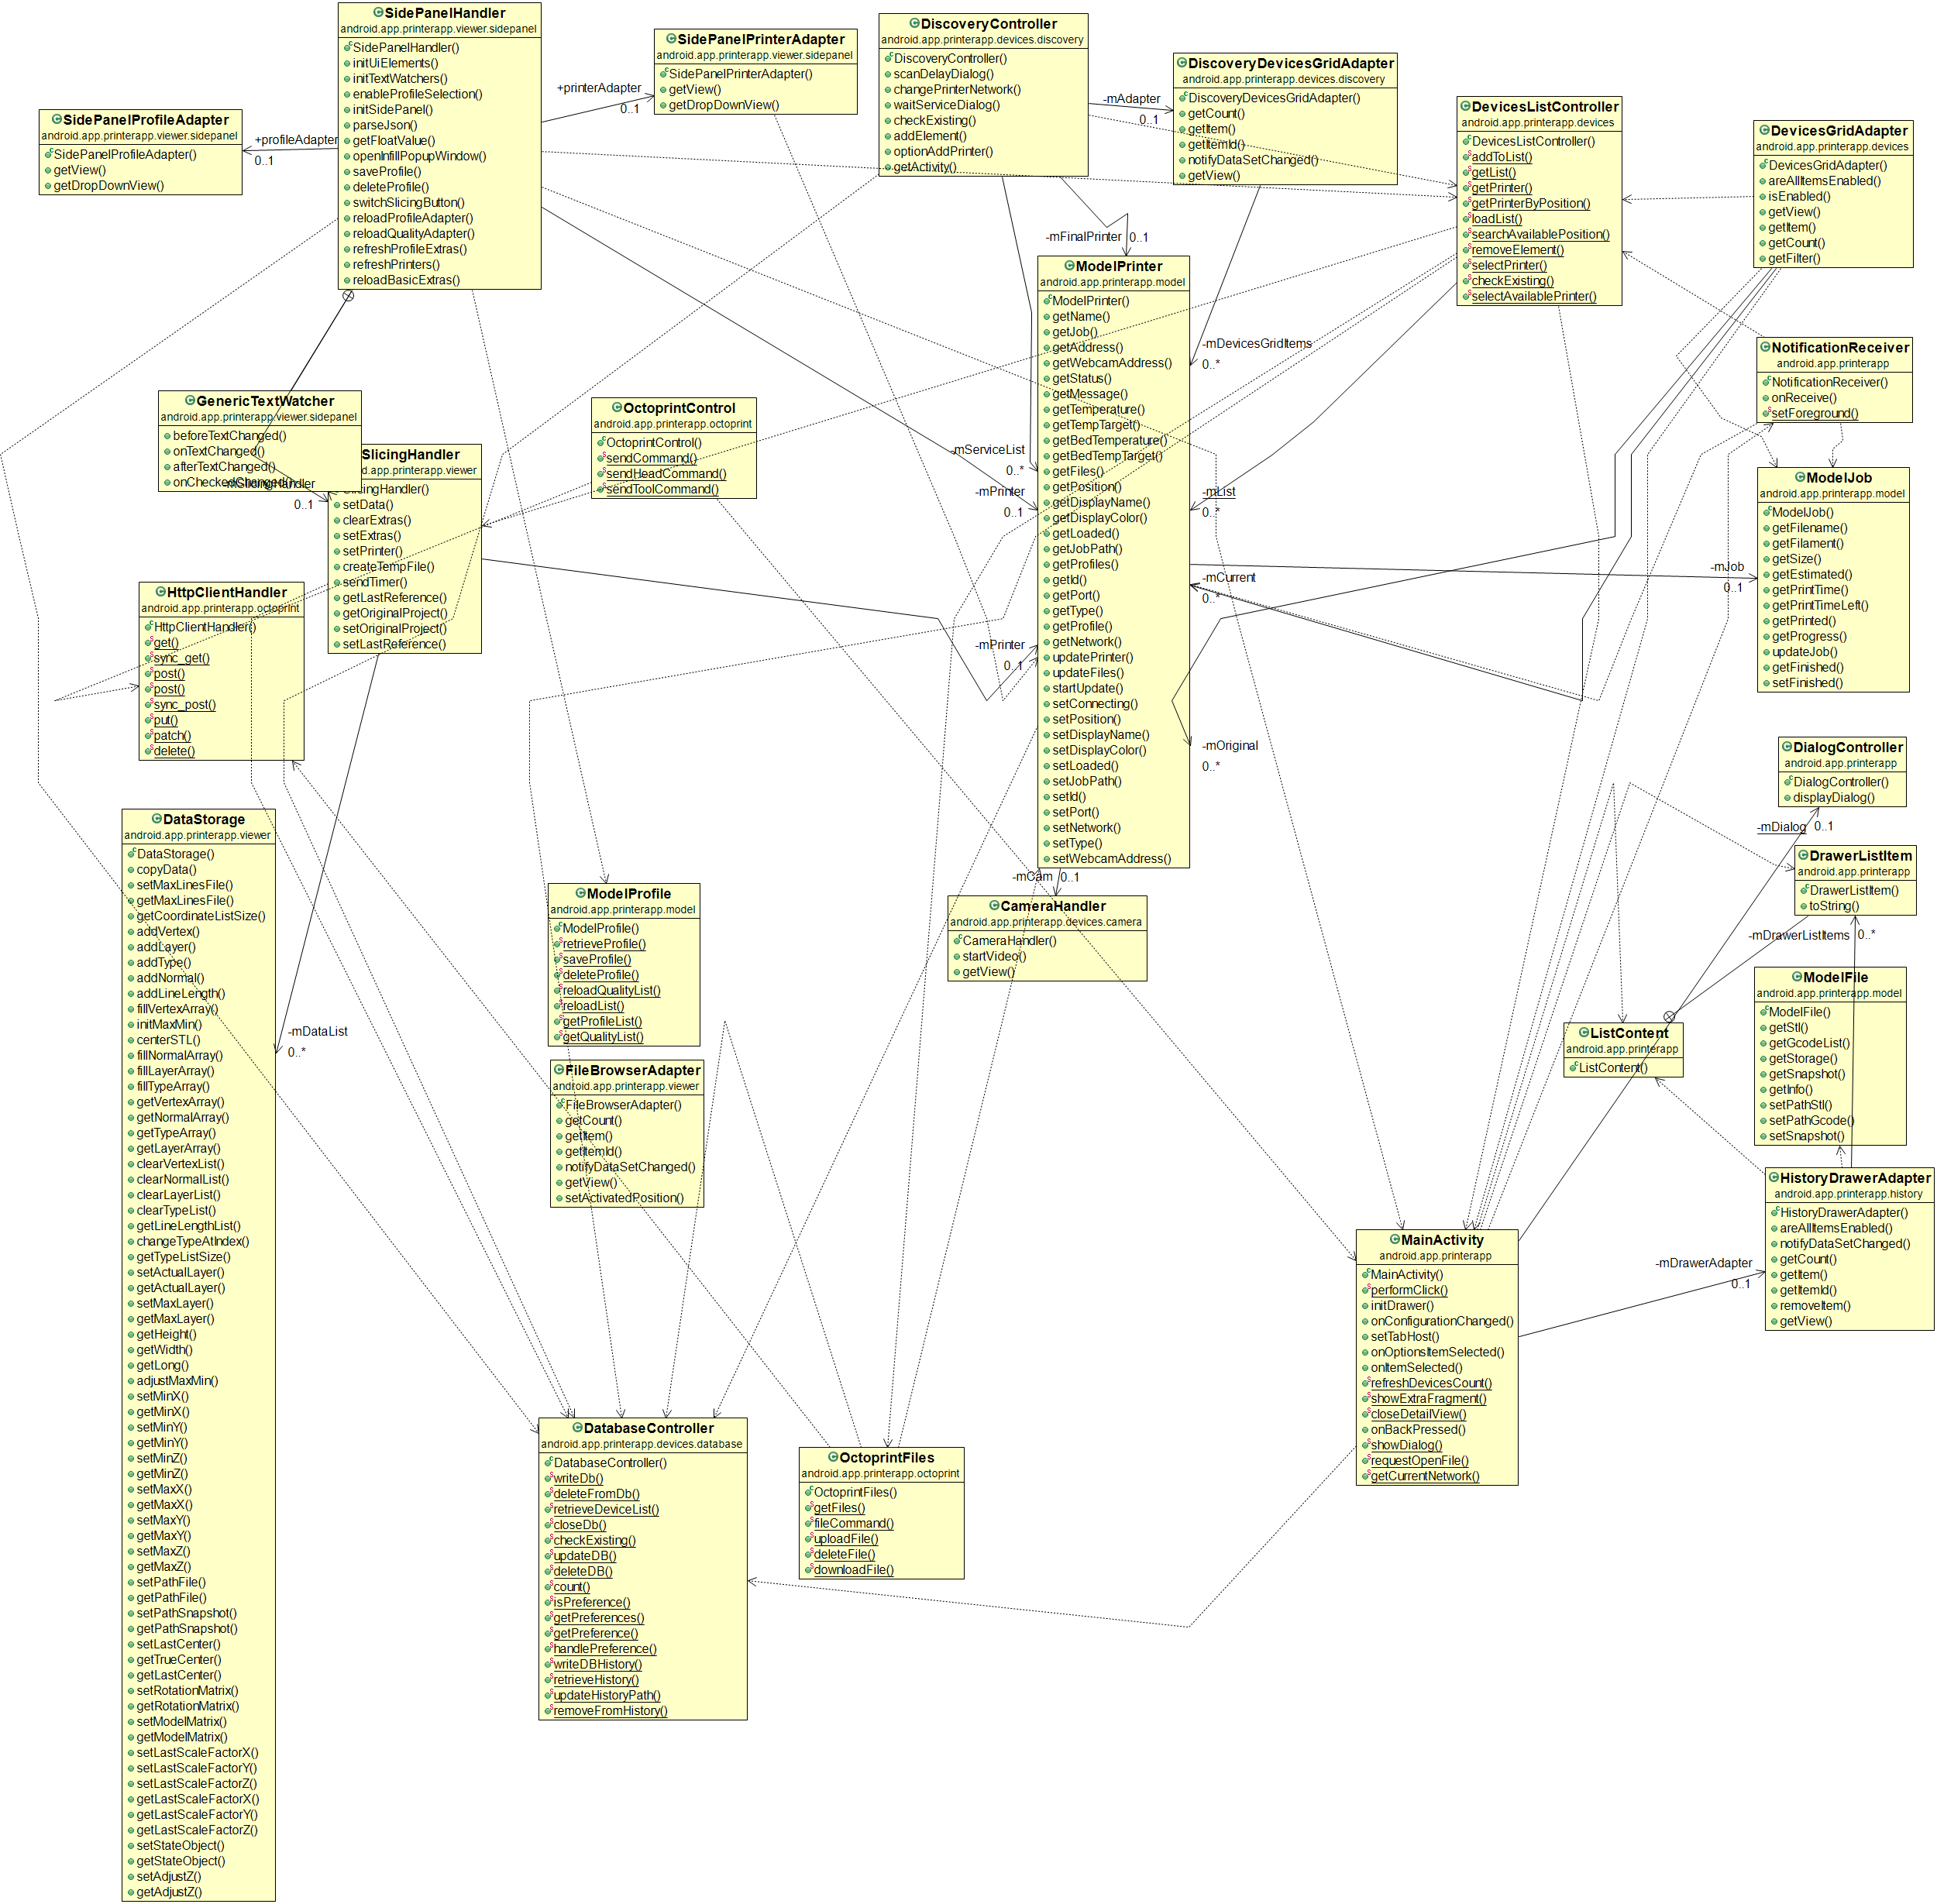 SidePanelHandler
android.app.printerapp.viewer.sidepanel
SidePanelHandler()
initUiElements()
initTextWatchers()
enableProfileSelection()
initSidePanel()
parseJson()
getFloatValue()
openInfillPopupWindow()
saveProfile()
deleteProfile()
switchSlicingButton()
reloadProfileAdapter()
reloadQualityAdapter()
refreshProfileExtras()
refreshPrinters()
reloadBasicExtras()
SidePanelPrinterAdapter
android.app.printerapp.viewer.sidepanel
SidePanelPrinterAdapter()
getView()
getDropDownView()
+printerAdapter
0..1
DiscoveryController
android.app.printerapp.devices.discovery
DiscoveryController()
scanDelayDialog()
changePrinterNetwork()
waitServiceDialog()
checkExisting()
addElement()
optionAddPrinter()
getActivity()
-mAdapter
0..1
DiscoveryDevicesGridAdapter
android.app.printerapp.devices.discovery
DiscoveryDevicesGridAdapter()
getCount()
getItem()
getItemId()
notifyDataSetChanged()
getView()
DevicesListController
android.app.printerapp.devices
DevicesListController()
addToList()
getList()
getPrinter()
getPrinterByPosition()
loadList()
searchAvailablePosition()
removeElement()
selectPrinter()
checkExisting()
selectAvailablePrinter()
DevicesGridAdapter
android.app.printerapp.devices
DevicesGridAdapter()
areAllItemsEnabled()
isEnabled()
getView()
getItem()
getCount()
getFilter()
SidePanelProfileAdapter
android.app.printerapp.viewer.sidepanel
SidePanelProfileAdapter()
getView()
getDropDownView()
+profileAdapter
0..1
-mFinalPrinter
0..1
ModelPrinter
android.app.printerapp.model
ModelPrinter()
getName()
getJob()
getAddress()
getWebcamAddress()
getStatus()
getMessage()
getTemperature()
getTempTarget()
getBedTemperature()
getBedTempTarget()
getFiles()
getPosition()
getDisplayName()
getDisplayColor()
getLoaded()
getJobPath()
getProfiles()
getId()
getPort()
getType()
getProfile()
getNetwork()
updatePrinter()
updateFiles()
startUpdate()
setConnecting()
setPosition()
setDisplayName()
setDisplayColor()
setLoaded()
setJobPath()
setId()
setPort()
setNetwork()
setType()
setWebcamAddress()
-mDevicesGridItems
0..*
-mServiceList
0..*
-mPrinter
0..1
-mList
0..*
-mCurrent
0..*
-mPrinter
0..1
-mOriginal
0..*
-mJob
0..1
-mCam
0..1
NotificationReceiver
android.app.printerapp
NotificationReceiver()
onReceive()
setForeground()
ModelJob
android.app.printerapp.model
ModelJob()
getFilename()
getFilament()
getSize()
getEstimated()
getPrintTime()
getPrintTimeLeft()
getPrinted()
getProgress()
updateJob()
getFinished()
setFinished()
GenericTextWatcher
android.app.printerapp.viewer.sidepanel
beforeTextChanged()
onTextChanged()
afterTextChanged()
onCheckedChanged()
-mSlicingHandler
0..1
SlicingHandler
d.app.printerapp.viewer
SlicingHandler()
setData()
clearExtras()
setExtras()
setPrinter()
createTempFile()
sendTimer()
getLastReference()
getOriginalProject()
setOriginalProject()
setLastReference()
OctoprintControl
android.app.printerapp.octoprint
OctoprintControl()
sendCommand()
sendHeadCommand()
sendToolCommand()
HttpClientHandler
android.app.printerapp.octoprint
HttpClientHandler()
get()
sync_get()
post()
post()
sync_post()
put()
patch()
delete()
DataStorage
android.app.printerapp.viewer
DataStorage()
copyData()
setMaxLinesFile()
getMaxLinesFile()
getCoordinateListSize()
addVertex()
addLayer()
addType()
addNormal()
addLineLength()
fillVertexArray()
initMaxMin()
centerSTL()
fillNormalArray()
fillLayerArray()
fillTypeArray()
getVertexArray()
getNormalArray()
getTypeArray()
getLayerArray()
clearVertexList()
clearNormalList()
clearLayerList()
clearTypeList()
getLineLengthList()
changeTypeAtIndex()
getTypeListSize()
setActualLayer()
getActualLayer()
setMaxLayer()
getMaxLayer()
getHeight()
getWidth()
getLong()
adjustMaxMin()
setMinX()
getMinX()
setMinY()
getMinY()
setMinZ()
getMinZ()
setMaxX()
getMaxX()
setMaxY()
getMaxY()
setMaxZ()
getMaxZ()
setPathFile()
getPathFile()
setPathSnapshot()
getPathSnapshot()
setLastCenter()
getTrueCenter()
getLastCenter()
setRotationMatrix()
getRotationMatrix()
setModelMatrix()
getModelMatrix()
setLastScaleFactorX()
setLastScaleFactorY()
setLastScaleFactorZ()
getLastScaleFactorX()
getLastScaleFactorY()
getLastScaleFactorZ()
setStateObject()
getStateObject()
setAdjustZ()
getAdjustZ()
-mDataList
0..*
ModelProfile
android.app.printerapp.model
ModelProfile()
retrieveProfile()
saveProfile()
deleteProfile()
reloadQualityList()
reloadList()
getProfileList()
getQualityList()
FileBrowserAdapter
android.app.printerapp.viewer
FileBrowserAdapter()
getCount()
getItem()
getItemId()
notifyDataSetChanged()
getView()
setActivatedPosition()
CameraHandler
android.app.printerapp.devices.camera
CameraHandler()
startVideo()
getView()
DialogController
android.app.printerapp
DialogController()
displayDialog()
-mDialog
0..1
DrawerListItem
android.app.printerapp
DrawerListItem()
toString()
-mDrawerListItems
0..*
ModelFile
android.app.printerapp.model
ModelFile()
getStl()
getGcodeList()
getStorage()
getSnapshot()
getInfo()
setPathStl()
setPathGcode()
setSnapshot()
ListContent
android.app.printerapp
ListContent()
HistoryDrawerAdapter
android.app.printerapp.history
HistoryDrawerAdapter()
areAllItemsEnabled()
notifyDataSetChanged()
getCount()
getItem()
getItemId()
removeItem()
getView()
-mDrawerAdapter
0..1
MainActivity
android.app.printerapp
MainActivity()
performClick()
initDrawer()
onConfigurationChanged()
setTabHost()
onOptionsItemSelected()
onItemSelected()
refreshDevicesCount()
showExtraFragment()
closeDetailView()
onBackPressed()
showDialog()
requestOpenFile()
getCurrentNetwork()
DatabaseController
android.app.printerapp.devices.database
DatabaseController()
writeDb()
deleteFromDb()
retrieveDeviceList()
closeDb()
checkExisting()
updateDB()
deleteDB()
count()
isPreference()
getPreferences()
getPreference()
handlePreference()
writeDBHistory()
retrieveHistory()
updateHistoryPath()
removeFromHistory()
OctoprintFiles
android.app.printerapp.octoprint
OctoprintFiles()
getFiles()
fileCommand()
uploadFile()
deleteFile()
downloadFile()